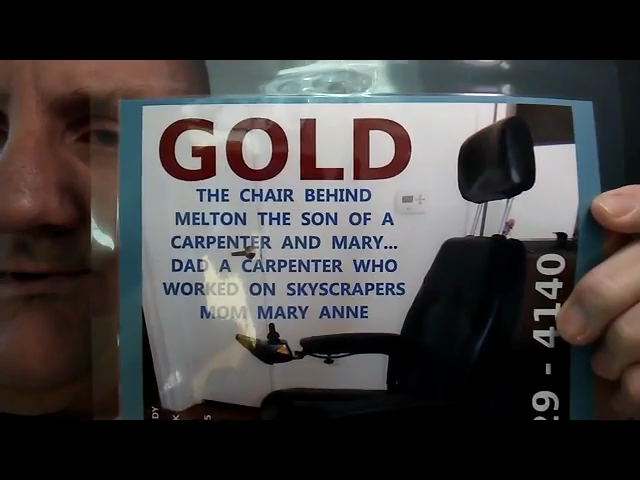 GOLD
THE CHAIR BEHIND
MELTON THE SON OF A
CARPENTER AND MARY...
DAD A CARPENTER WHO
WORKED ON SKYSCRAPERS
MOM MARY ANNE
29 - 4140